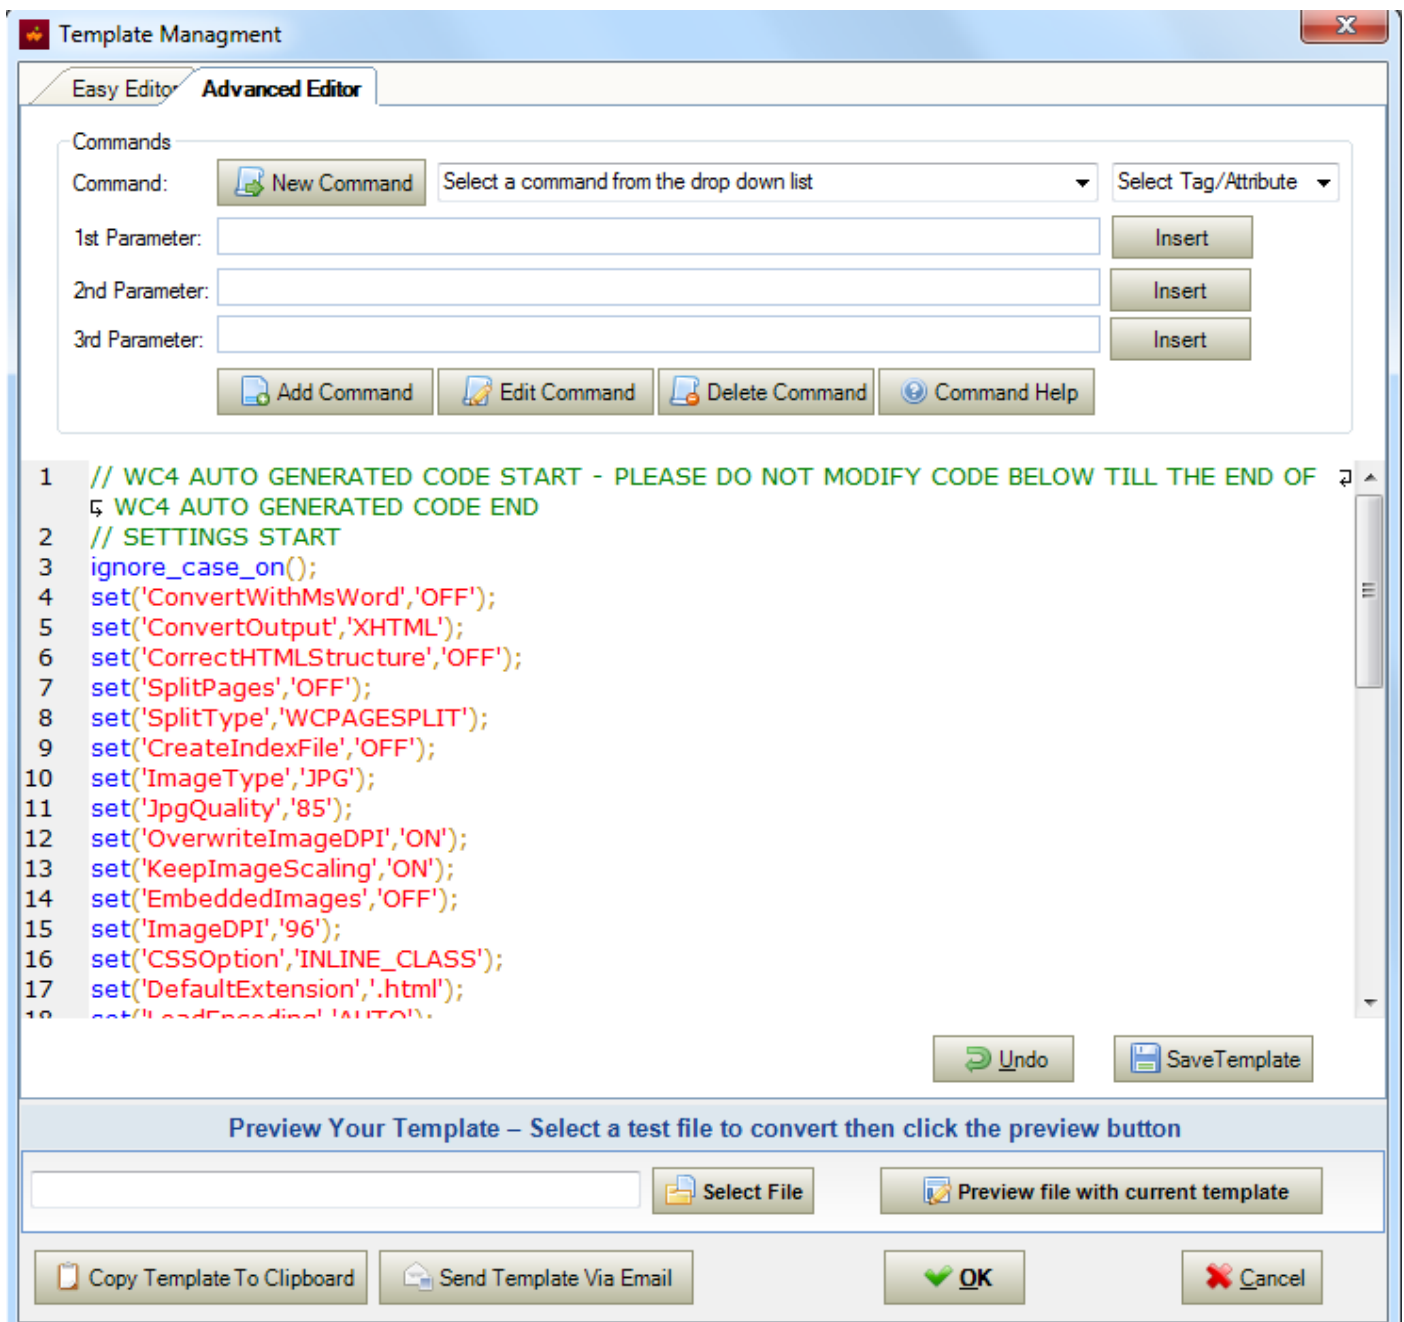 Template Managment
Easy Editor Advanced Editor
Commands
Command: New Command Select a command from the drop down list Select Tag/Attribute
1st Parameter: Insert
2nd Parameter: Insert
3rd Parameter: Insert
Add Command Edit Command Delete Command Command Help
1 // WC4 AUTO GENERATED CODE START - PLEASE DO NOT MODIFY CODE BELOW TILL THE END OF
WC4 AUTO GENERATED CODE END
2 // SETTINGS START
3 ignore_case_on();
4 set('ConvertWithMsWord','OFF');
5 set('ConvertOutput','XHTML');
6 set('CorrectHTMLStructure','OFF');
7 set('SplitPages','OFF');
8 set('SplitType','WCPAGESPLIT');
9 set('CreateIndexFile','OFF');
10 set('ImageType','JPG');
11 set('JpgQuality','85');
12 set('OverwriteImageDPI','ON');
13 set('KeepImageScaling','ON');
14 set('EmbeddedImages','OFF');
15 set('ImageDPI','96');
16 set('CSSOption','INLINE_CLASS');
17 set('DefaultExtension','.html');
18 set('LoadEncoding','AUTO');
Undo SaveTemplate
Preview Your Template – Select a test file to convert then click the preview button
Select File Preview file with current template
Copy Template To Clipboard Send Template Via Email OK Cancel